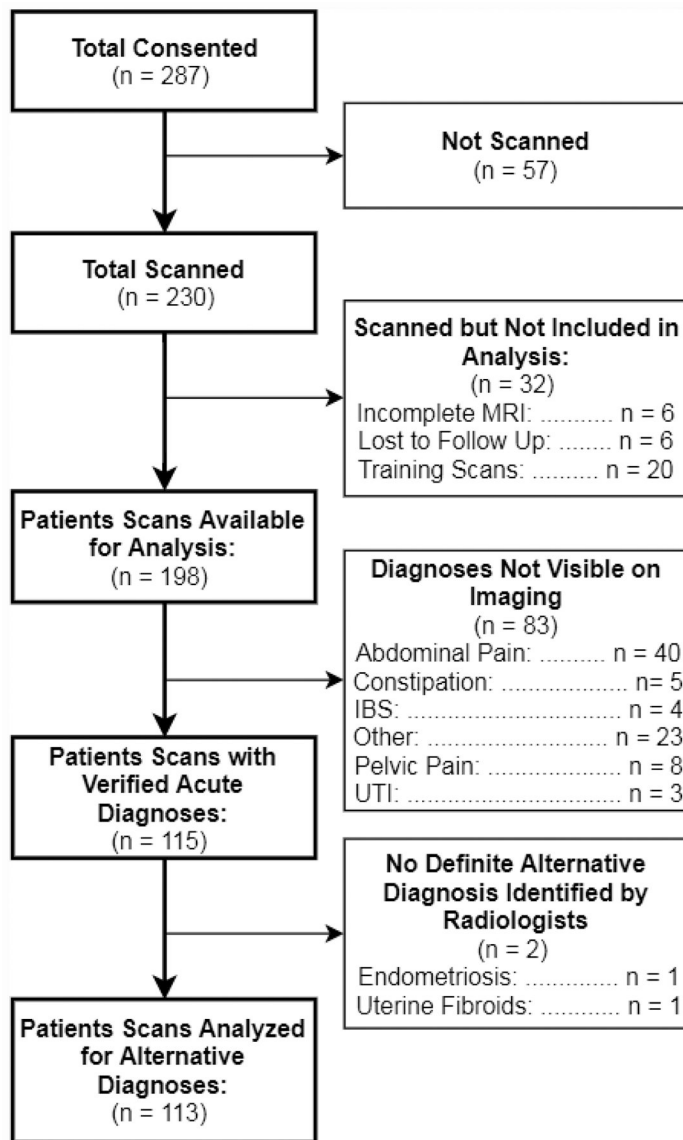 Total Consented
(n = 287)
Not Scanned
(n = 57)
Total Scanned
(n = 230)
Scanned but Not Included in
Analysis:
(n = 32)
Incomplete MRI: ........... n = 6
Lost to Follow Up: ........ n = 6
Training Scans: .......... n = 20
Patients Scans Available
for Analysis:
(n = 198)
Diagnoses Not Visible on
Imaging
(n = 83)
Abdominal Pain: .......... n = 40
Constipation: .................... n= 5
IBS: .................................. n = 4
Other: ............................. n = 23
Pelvic Pain: ...................... n = 8
UTI: .................................. n = 3
Patients Scans with
Verified Acute
Diagnoses:
(n = 115)
No Definite Alternative
Diagnosis Identified by
Radiologists
(n = 2)
Endometriosis: ............... n = 1
Uterine Fibroids: ............ n = 1
Patients Scans Analyzed
for Alternative
Diagnoses:
(n = 113)